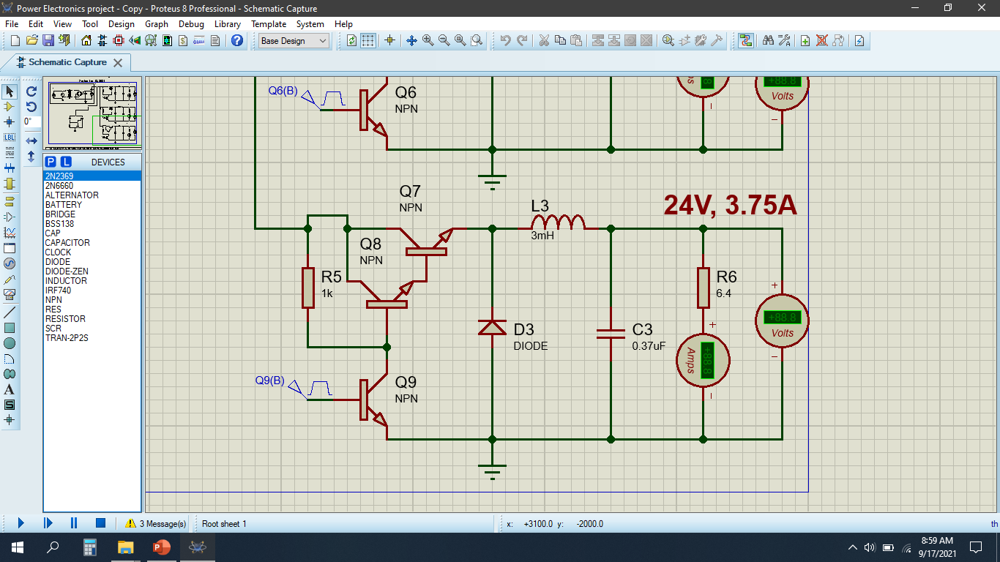 Power Electronics project - Copy - Proteus 8 Professional - Schematic Capture
File Edit View Tool Design Graph Debug Library Template System Help
Base Design
Schematic Capture
0°
LBL
P L DEVICES
2N2369
2N6660
ALTERNATOR
BATTERY
BRIDGE
BSS138
CAP
CAPACITOR
CLOCK
DIODE
DIODE-ZEN
INDUCTOR
IRF740
NPN
RES
RESISTOR
SCR
TRAN-2P2S
A
S
Q6(B)
Q6
NPN
Volts
Q7
NPN
L3
3mH
24V, 3.75A
Q8
NPN
R5
1k
R6
6.4
D3
DIODE
C3
0.37uF
+88.8
Volts
+88.8
Amps
Q9(B)
Q9
NPN
3 Message(s)
Root sheet 1
x: +3100.0 y: -2000.0
th
8:59 AM
9/17/2021